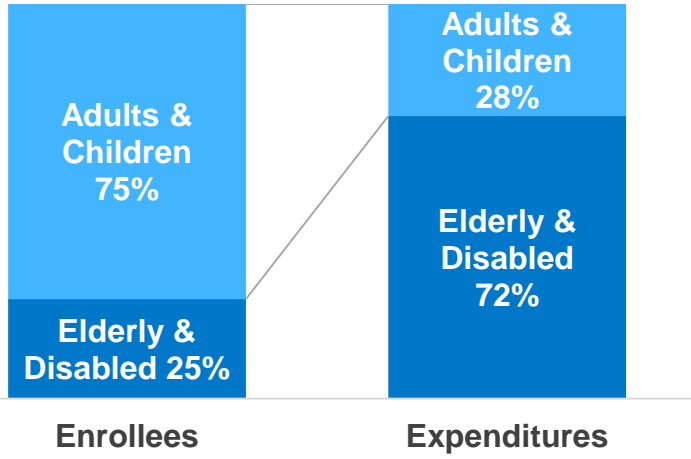 Adults &
Children
75%
Elderly &
Disabled 25%
Adults &
Children
28%
Elderly &
Disabled
72%
Enrollees
Expenditures